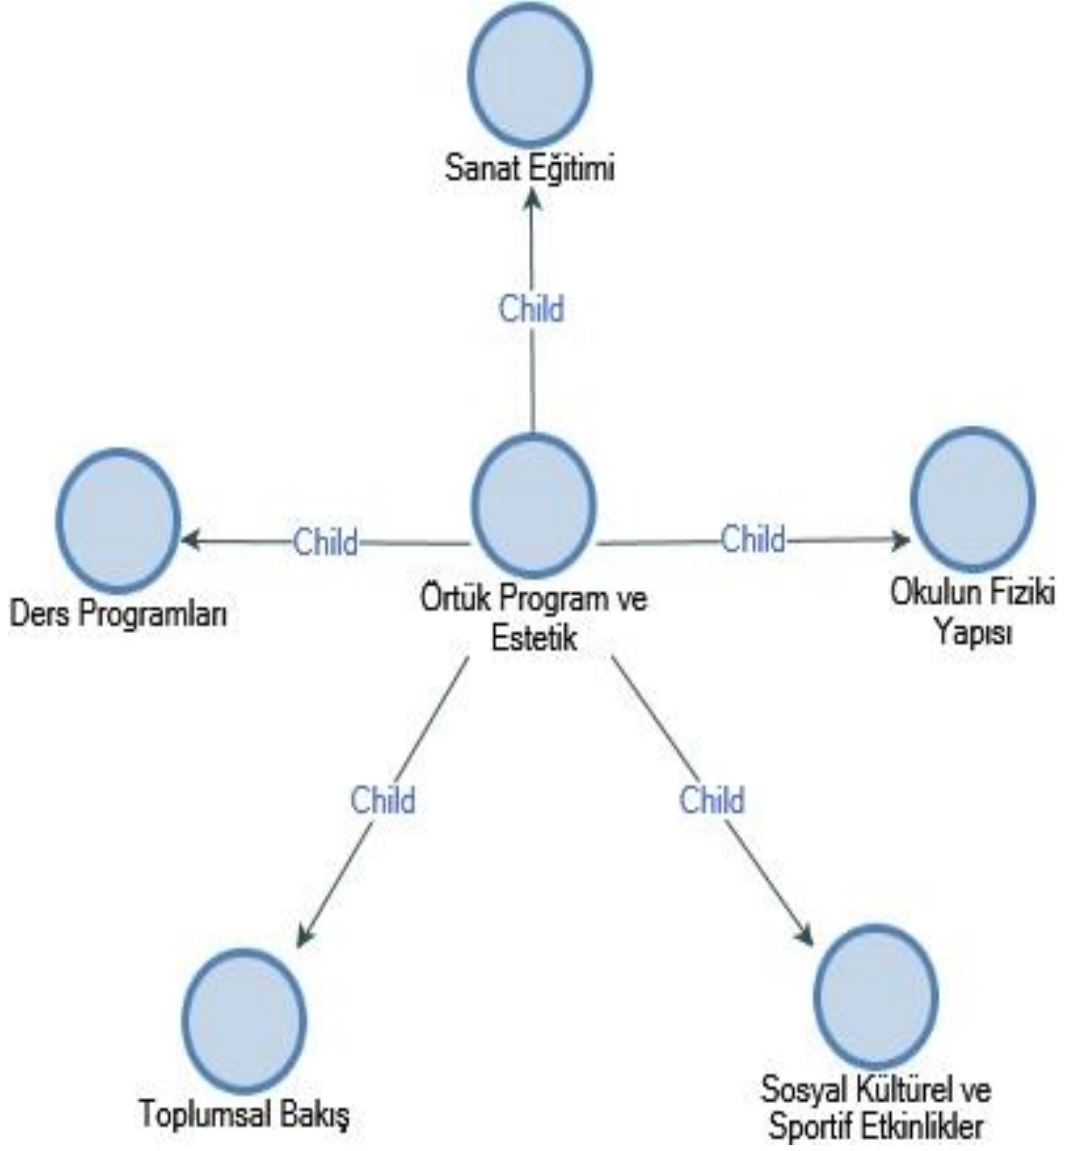 Sanat Eğitimi
Child
Child
Child
Ders Programları
Örtük Program ve
Estetik
Okulun Fiziki
Yapısı
Child
Child
Toplumsal Bakış
Sosyal Kültürel ve
Sportif Etkinlikler